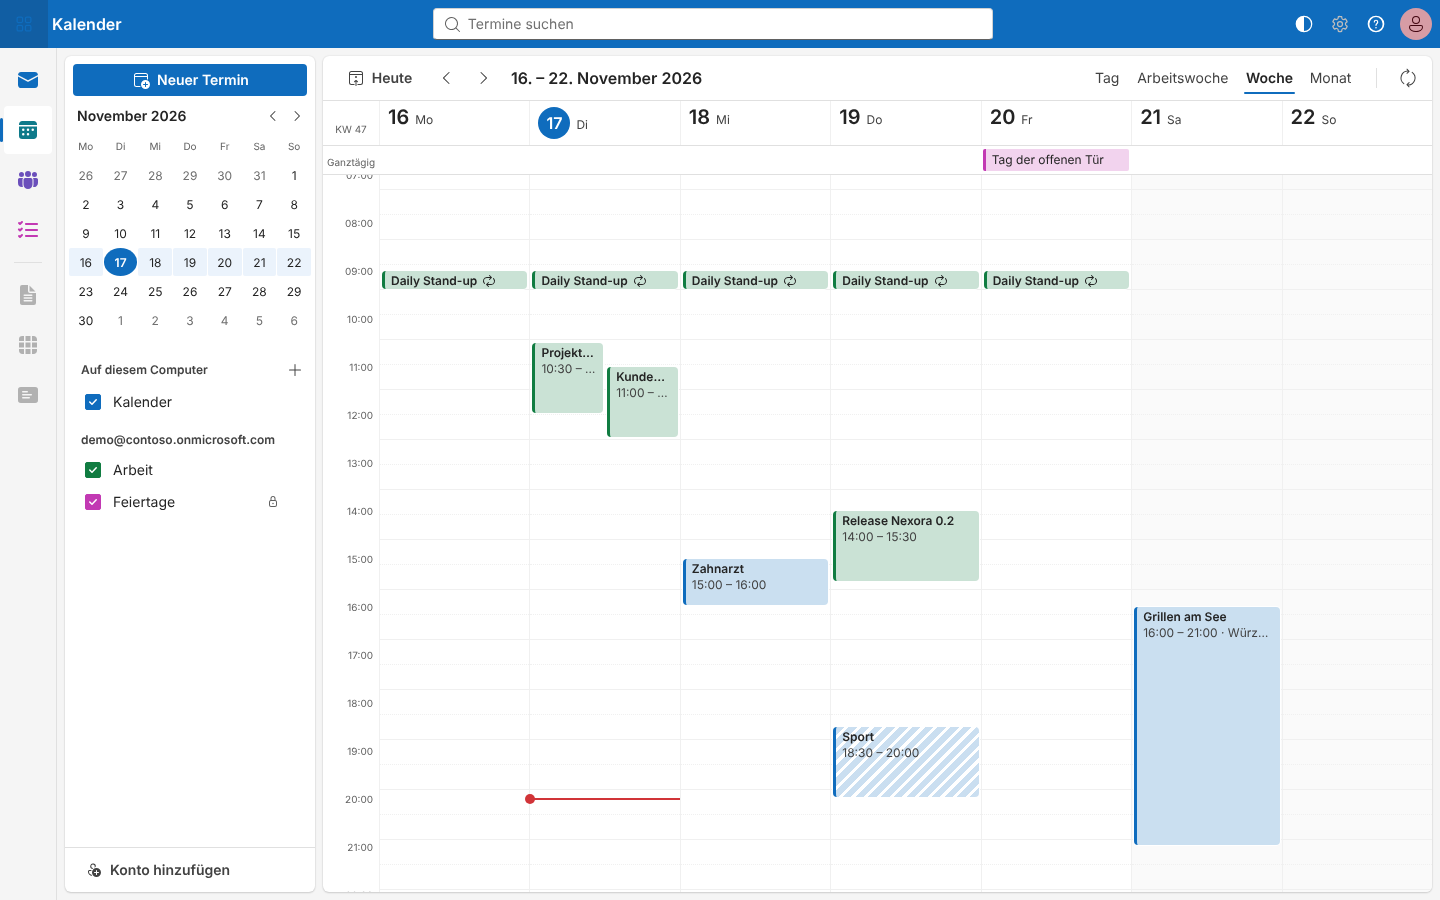 Kalender
Termine suchen
Neuer Termin
November 2026
Mo Di Mi Do Fr Sa So
26 27 28 29 30 31 1
2 3 4 5 6 7 8
9 10 11 12 13 14 15
16 17 18 19 20 21 22
23 24 25 26 27 28 29
30 1 2 3 4 5 6
Auf diesem Computer
Kalender
demo@contoso.onmicrosoft.com
Arbeit
Feiertage
Konto hinzufügen
Heute
16. – 22. November 2026
Tag Arbeitswoche Woche Monat
KW 47
16 Mo
17 Di
18 Mi
19 Do
20 Fr
21 Sa
22 So
Ganztägig
Tag der offenen Tür
07:00
08:00
09:00
Daily Stand-up
Daily Stand-up
Daily Stand-up
Daily Stand-up
Daily Stand-up
10:00
Projekt...
10:30 – ...
11:00
Kunde...
11:00 – ...
12:00
13:00
14:00
Release Nexora 0.2
14:00 – 15:30
15:00
Zahnarzt
15:00 – 16:00
16:00
Grillen am See
16:00 – 21:00 · Würz...
17:00
18:00
Sport
18:30 – 20:00
19:00
20:00
21:00